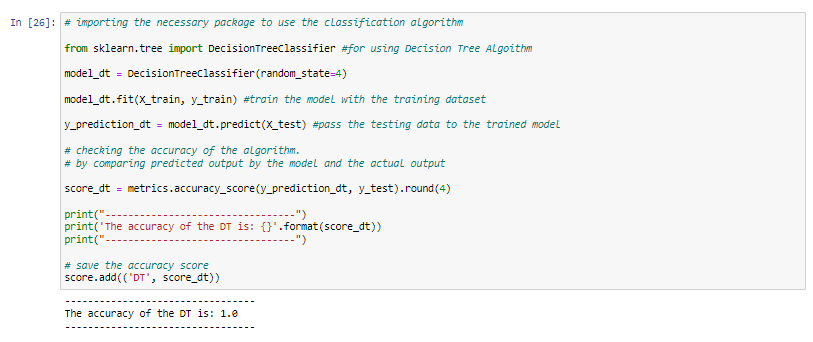 In [26]: # importing the necessary package to use the classification algorithm
from sklearn.tree import DecisionTreeClassifier #for using Decision Tree Algoithm
model_dt = DecisionTreeClassifier(random_state=4)
model_dt.fit(X_train, y_train) #train the model with the training dataset
y_prediction_dt = model_dt.predict(X_test) #pass the testing data to the trained model
# checking the accuracy of the algorithm.
# by comparing predicted output by the model and the actual output
score_dt = metrics.accuracy_score(y_prediction_dt, y_test).round(4)
print("---------------------------------")
print('The accuracy of the DT is: {}'.format(score_dt))
print("---------------------------------")
# save the accuracy score
score.add(('DT', score_dt))
---------------------------------
The accuracy of the DT is: 1.0
---------------------------------